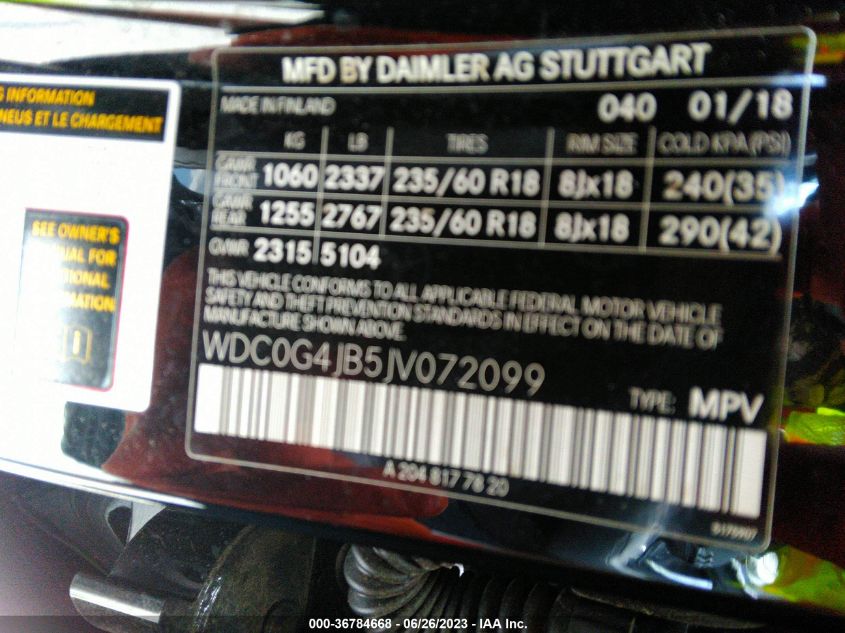 G INFORMATION
NEUS ET LE CHARGEMENT
SEE OWNER'S
MANUAL FOR
MFD BY DAIMLER AG STUTTGART
MADE IN FINLAND 040 01/18
KG LB TIRES RIM SIZE COLD KPA (PSI)
GAWR FRONT 1060 2337 235/60 R18 8Jx18 240(35)
GAWR REAR 1255 2767 235/60 R18 8Jx18 290(42)
GVWR 2315 5104
THIS VEHICLE CONFORMS TO ALL APPLICABLE FEDERAL MOTOR VEHICLE
SAFETY AND THEFT PREVENTION STANDARDS IN EFFECT ON THE DATE OF
MANUFACTURE SHOWN ABOVE.
WDC0G4JB5JV072099
TYPE: MPV
A 204 817 78 20
000-36784668 - 06/26/2023 - IAA Inc.